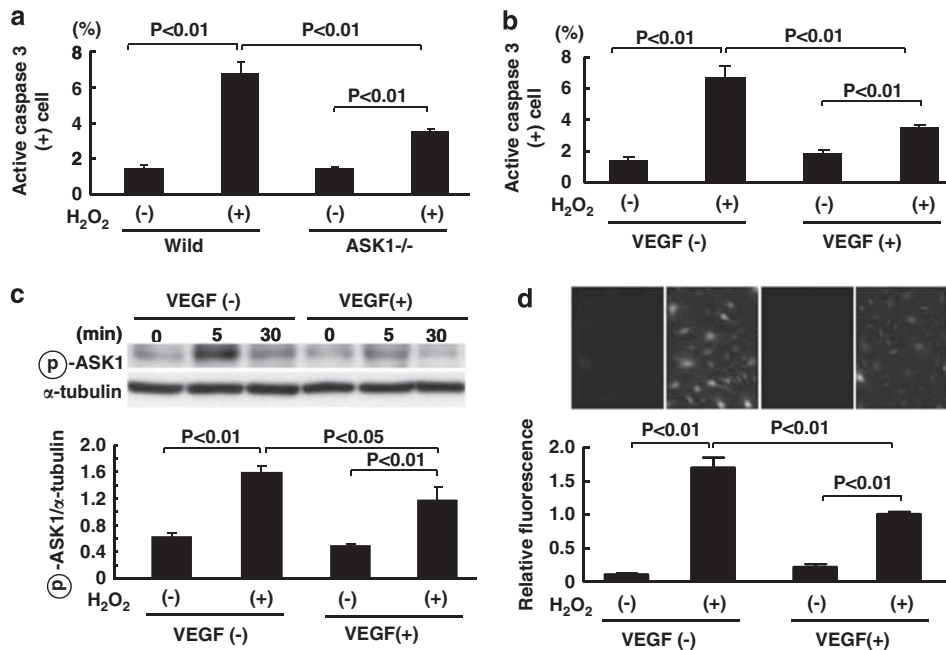 a
(%)
P<0.01
P<0.01
P<0.01
Active caspase 3
(+) cell
8
6
4
2
0
H₂O₂
(-)
(+)
(-)
(+)
Wild
ASK1-/-
b
(%)
P<0.01
P<0.01
P<0.01
Active caspase 3
(+) cell
8
6
4
2
0
H₂O₂
(-)
(+)
(-)
(+)
VEGF (-)
VEGF (+)
c
VEGF (-)
VEGF(+)
(min)
0
5
30
0
5
30
ⓟ-ASK1
α-tubulin
ⓟ-ASK1/α-tubulin
2.0
1.6
1.2
0.8
0.4
0
P<0.01
P<0.05
P<0.01
H₂O₂
(-)
(+)
(-)
(+)
VEGF (-)
VEGF(+)
d
Relative fluorescence
2.0
1.5
1.0
0.5
0
P<0.01
P<0.01
P<0.01
H₂O₂
(-)
(+)
(-)
(+)
VEGF (-)
VEGF(+)